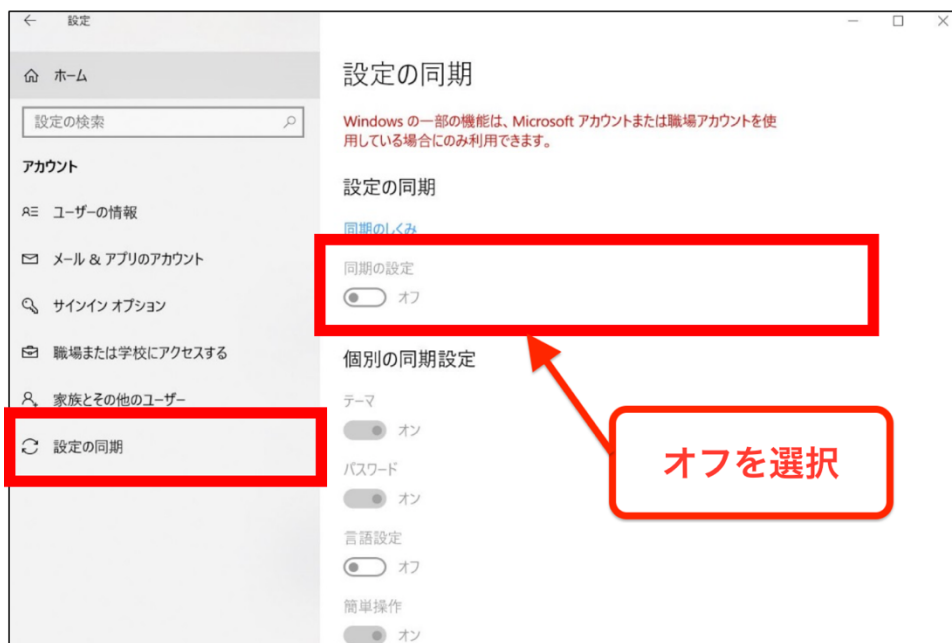 設定
ホーム
設定の検索
アカウント
ユーザーの情報
メール & アプリのアカウント
サインイン オプション
職場または学校にアクセスする
家族とその他のユーザー
設定の同期
設定の同期
Windows の一部の機能は、Microsoft アカウントまたは職場アカウントを使
用している場合にのみ利用できます。
設定の同期
同期のしくみ
同期の設定
オフ
個別の同期設定
テーマ
オン
パスワード
オン
言語設定
オフ
簡単操作
オン
オフを選択